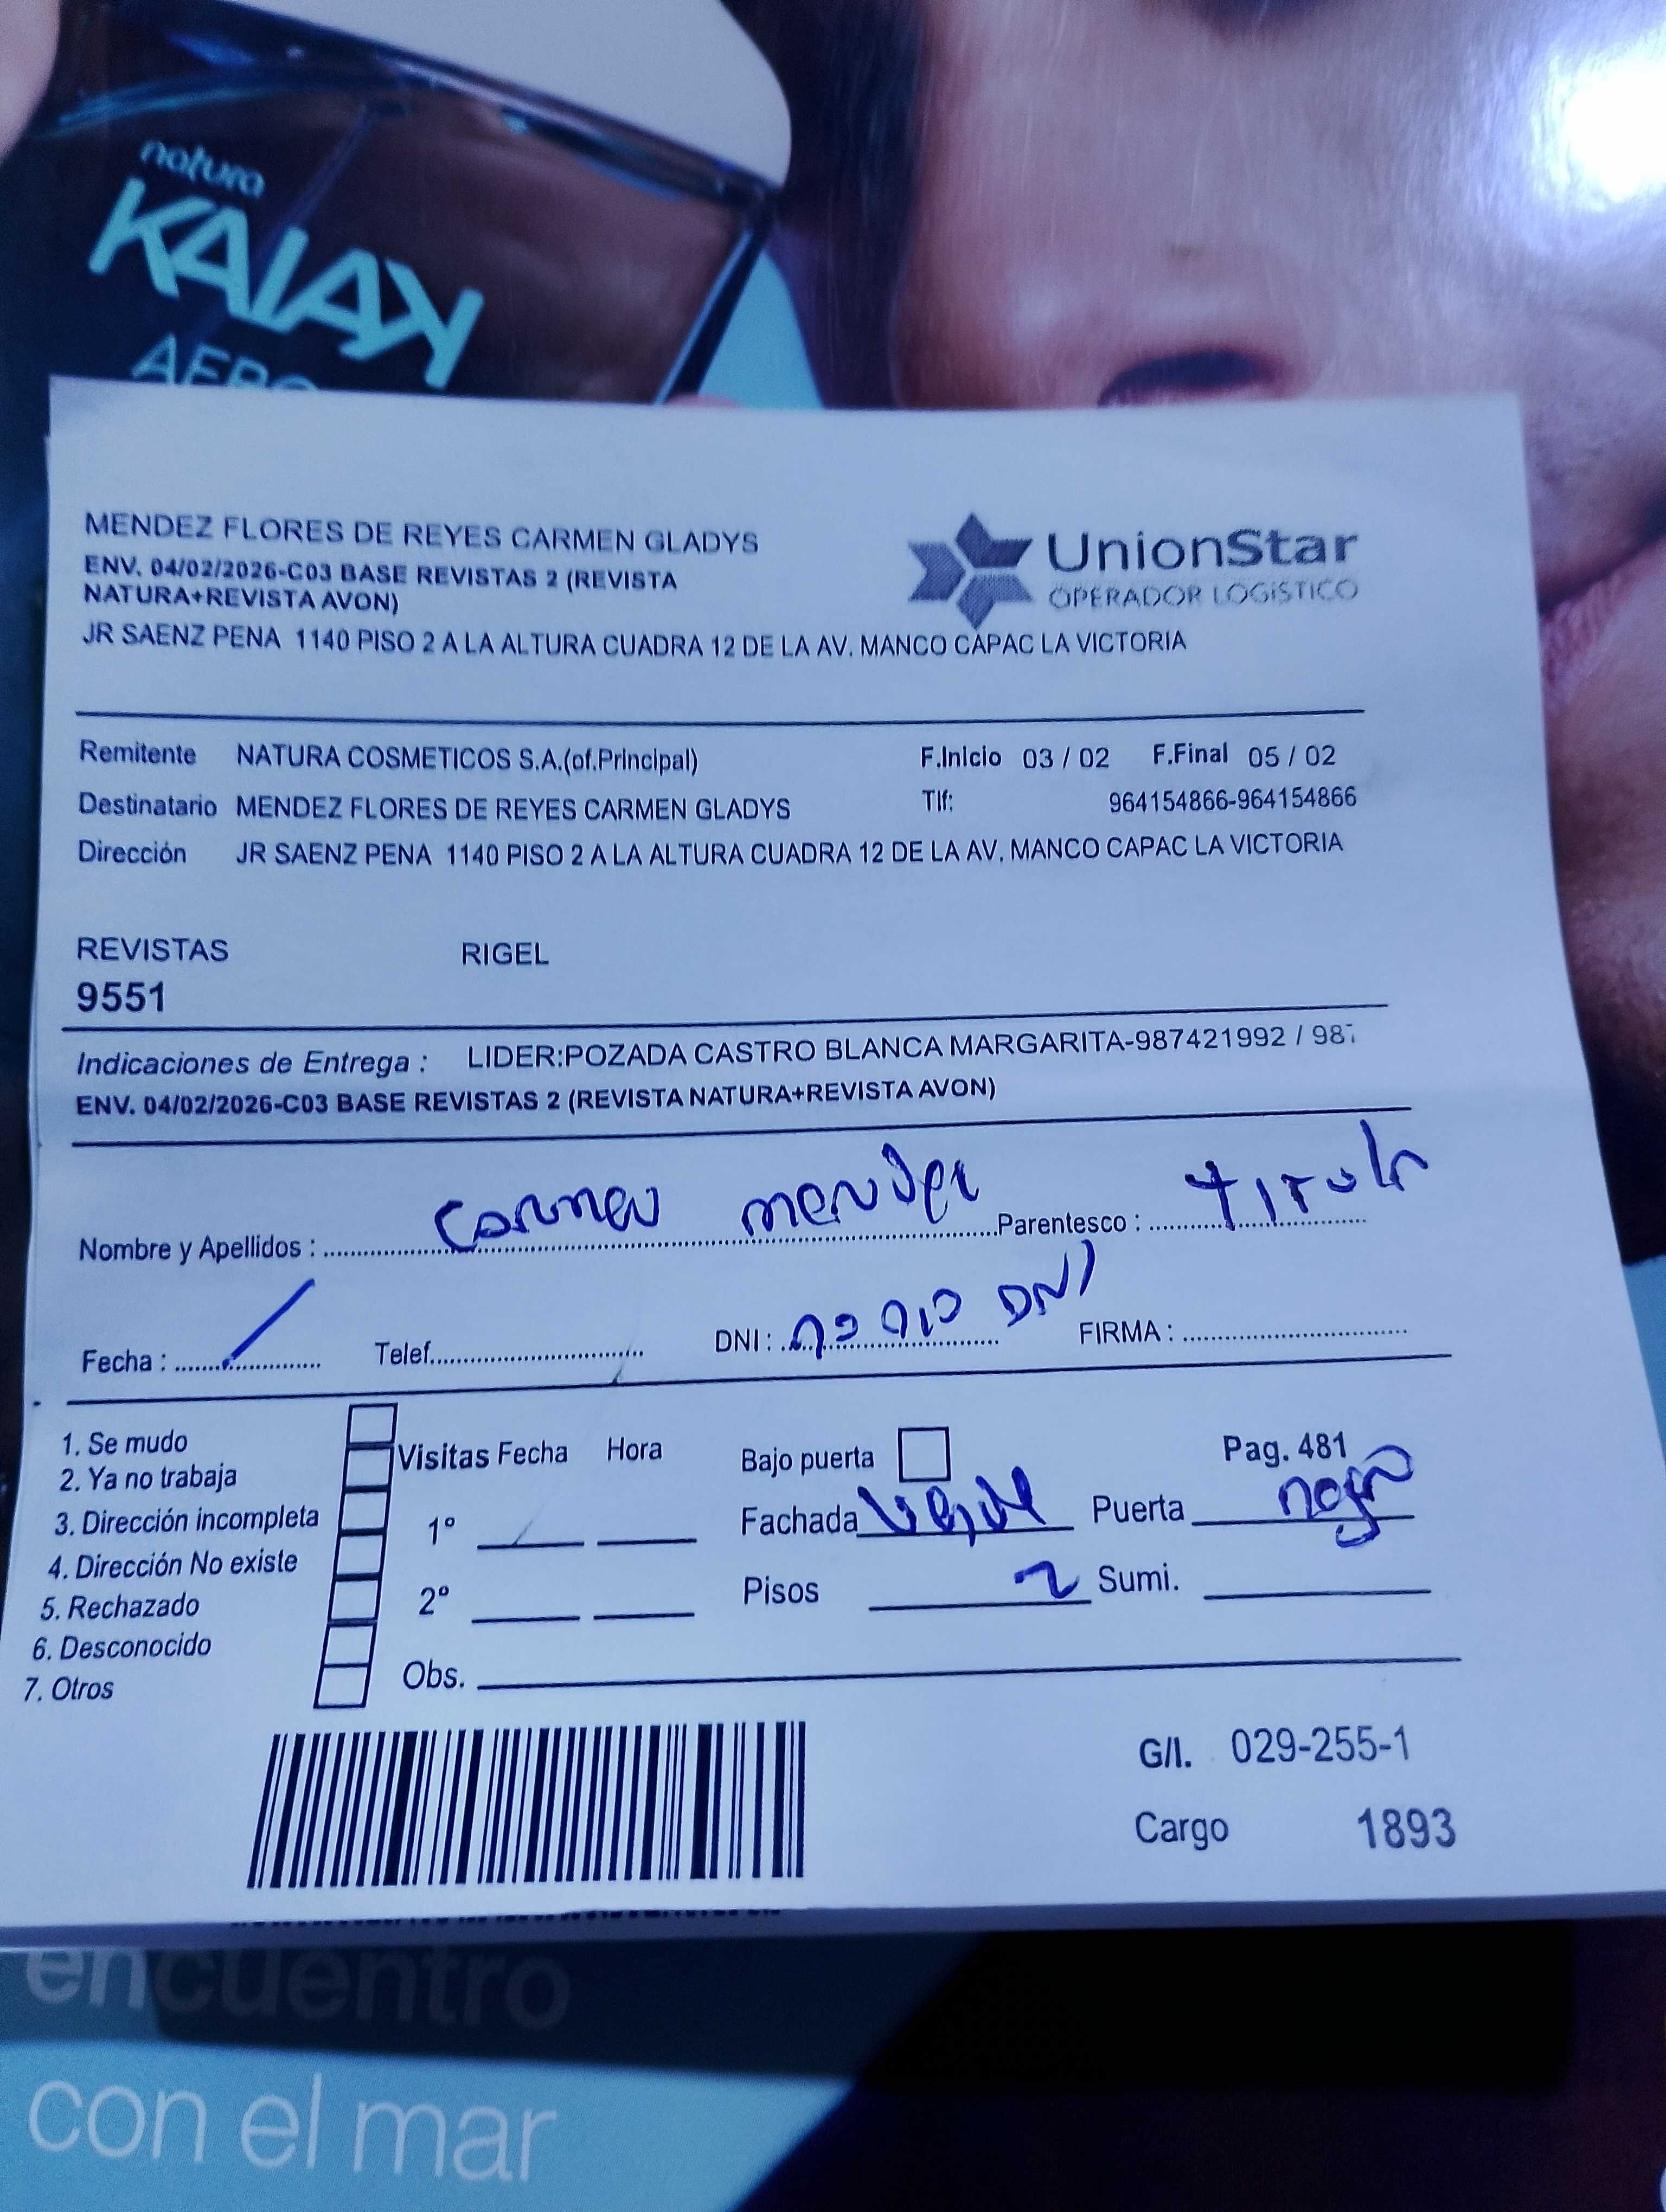 natura
KAIAK
AERO
MENDEZ FLORES DE REYES CARMEN GLADYS
ENV. 04/02/2026-C03 BASE REVISTAS 2 (REVISTA
NATURA+REVISTA AVON)
JR SAENZ PENA 1140 PISO 2 A LA ALTURA CUADRA 12 DE LA AV. MANCO CAPAC LA VICTORIA
UnionStar
OPERADOR LOGÍSTICO
Remitente NATURA COSMETICOS S.A.(of.Principal) F.Inicio 03 / 02 F.Final 05 / 02
Destinatario MENDEZ FLORES DE REYES CARMEN GLADYS Tlf: 964154866-964154866
Dirección JR SAENZ PENA 1140 PISO 2 A LA ALTURA CUADRA 12 DE LA AV. MANCO CAPAC LA VICTORIA
REVISTAS RIGEL
9551
Indicaciones de Entrega : LIDER:POZADA CASTRO BLANCA MARGARITA-987421992 / 987
ENV. 04/02/2026-C03 BASE REVISTAS 2 (REVISTA NATURA+REVISTA AVON)
Nombre y Apellidos : Carmen Mendez Parentesco : Titular
Fecha : / Telef. DNI : no dio DNI FIRMA :
1. Se mudo
2. Ya no trabaja
3. Dirección incompleta
4. Dirección No existe
5. Rechazado
6. Desconocido
7. Otros
Visitas Fecha Hora
1º
2º
Obs.
Bajo puerta Pag. 481
Fachada Verde Puerta negra
Pisos 2 Sumi.
G/I. 029-255-1
Cargo 1893
encuentro
con el mar